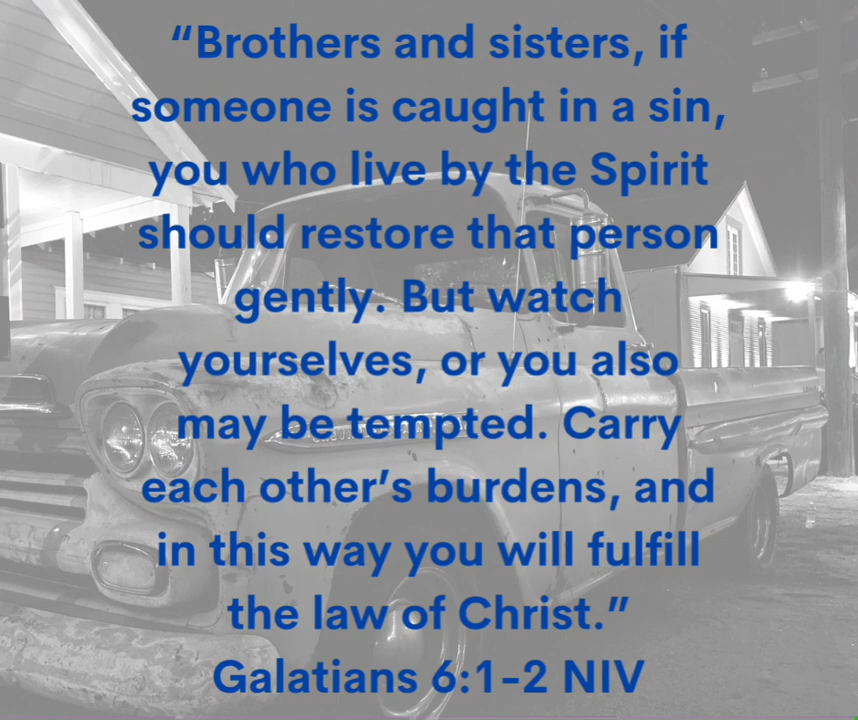 “Brothers and sisters, if
someone is caught in a sin,
you who live by the Spirit
should restore that person
gently. But watch
yourselves, or you also
may be tempted. Carry
each other’s burdens, and
in this way you will fulfill
the law of Christ.”
Galatians 6:1-2 NIV